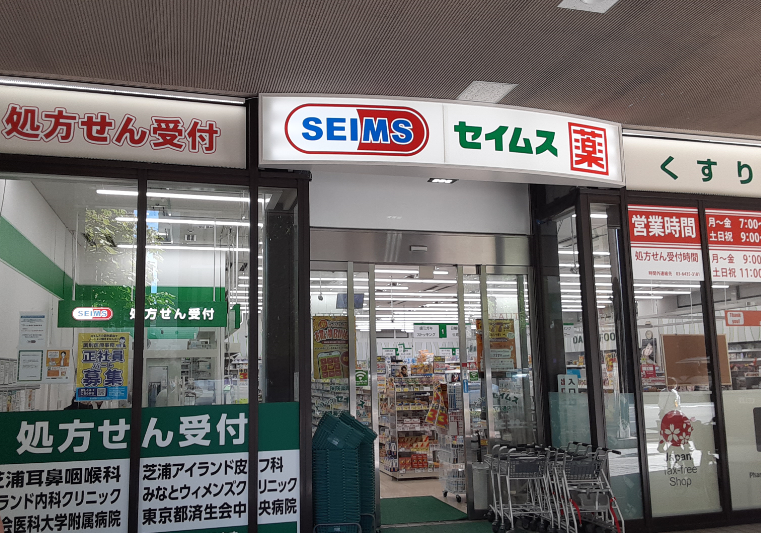 処方せん受付
SEIMS
セイムス 薬
くすり
営業時間
月～金 7:00～
土日祝 9:00～
処方せん受付時間
月～金 9:00
土日祝 11:00
SEIMS 処方せん受付
正社員
募集
処方せん受付
芝浦耳鼻咽喉科
ランド内科クリニック
会医科大学附属病院
芝浦アイランド皮フ科
みなとウィメンズクリニック
東京都済生会中央病院
入口
Japan
Tax-free
Shop